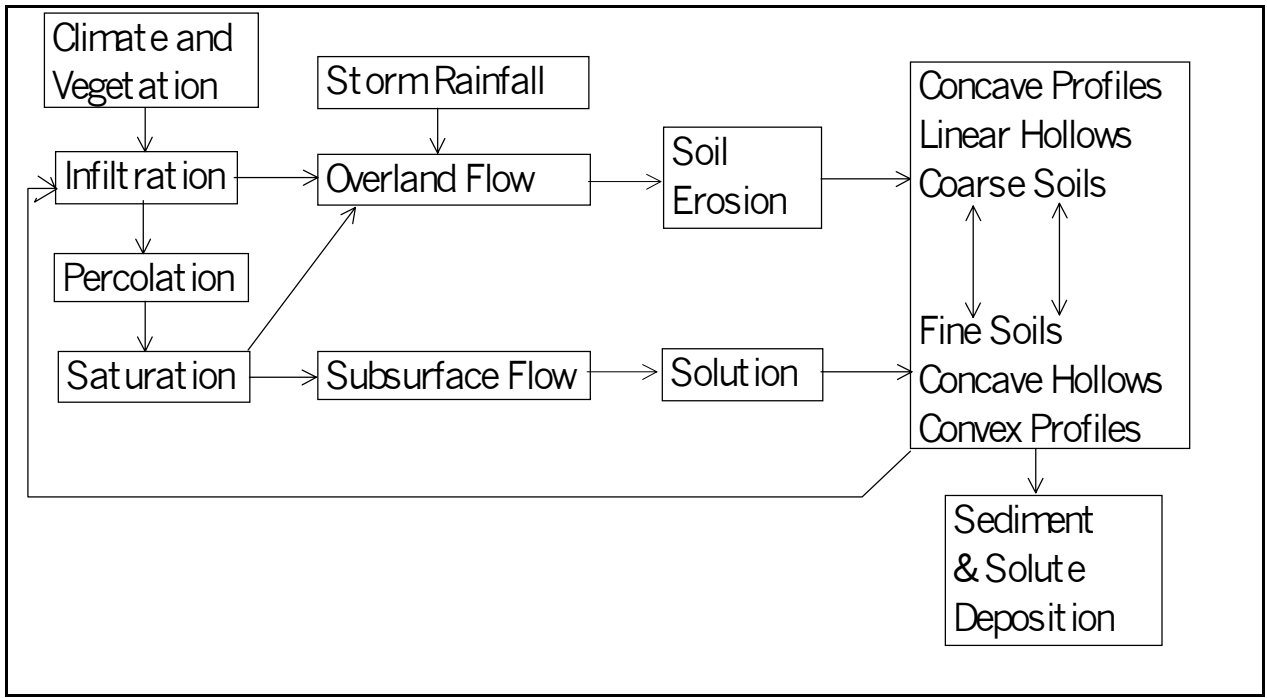 Climate and
Vegetation
Storm Rainfall
Infiltration
Overland Flow
Soil
Erosion
Percolation
Saturation
Subsurface Flow
Solution
Concave Profiles
Linear Hollows
Coarse Soils
Fine Soils
Concave Hollows
Convex Profiles
Sediment
& Solute
Deposition